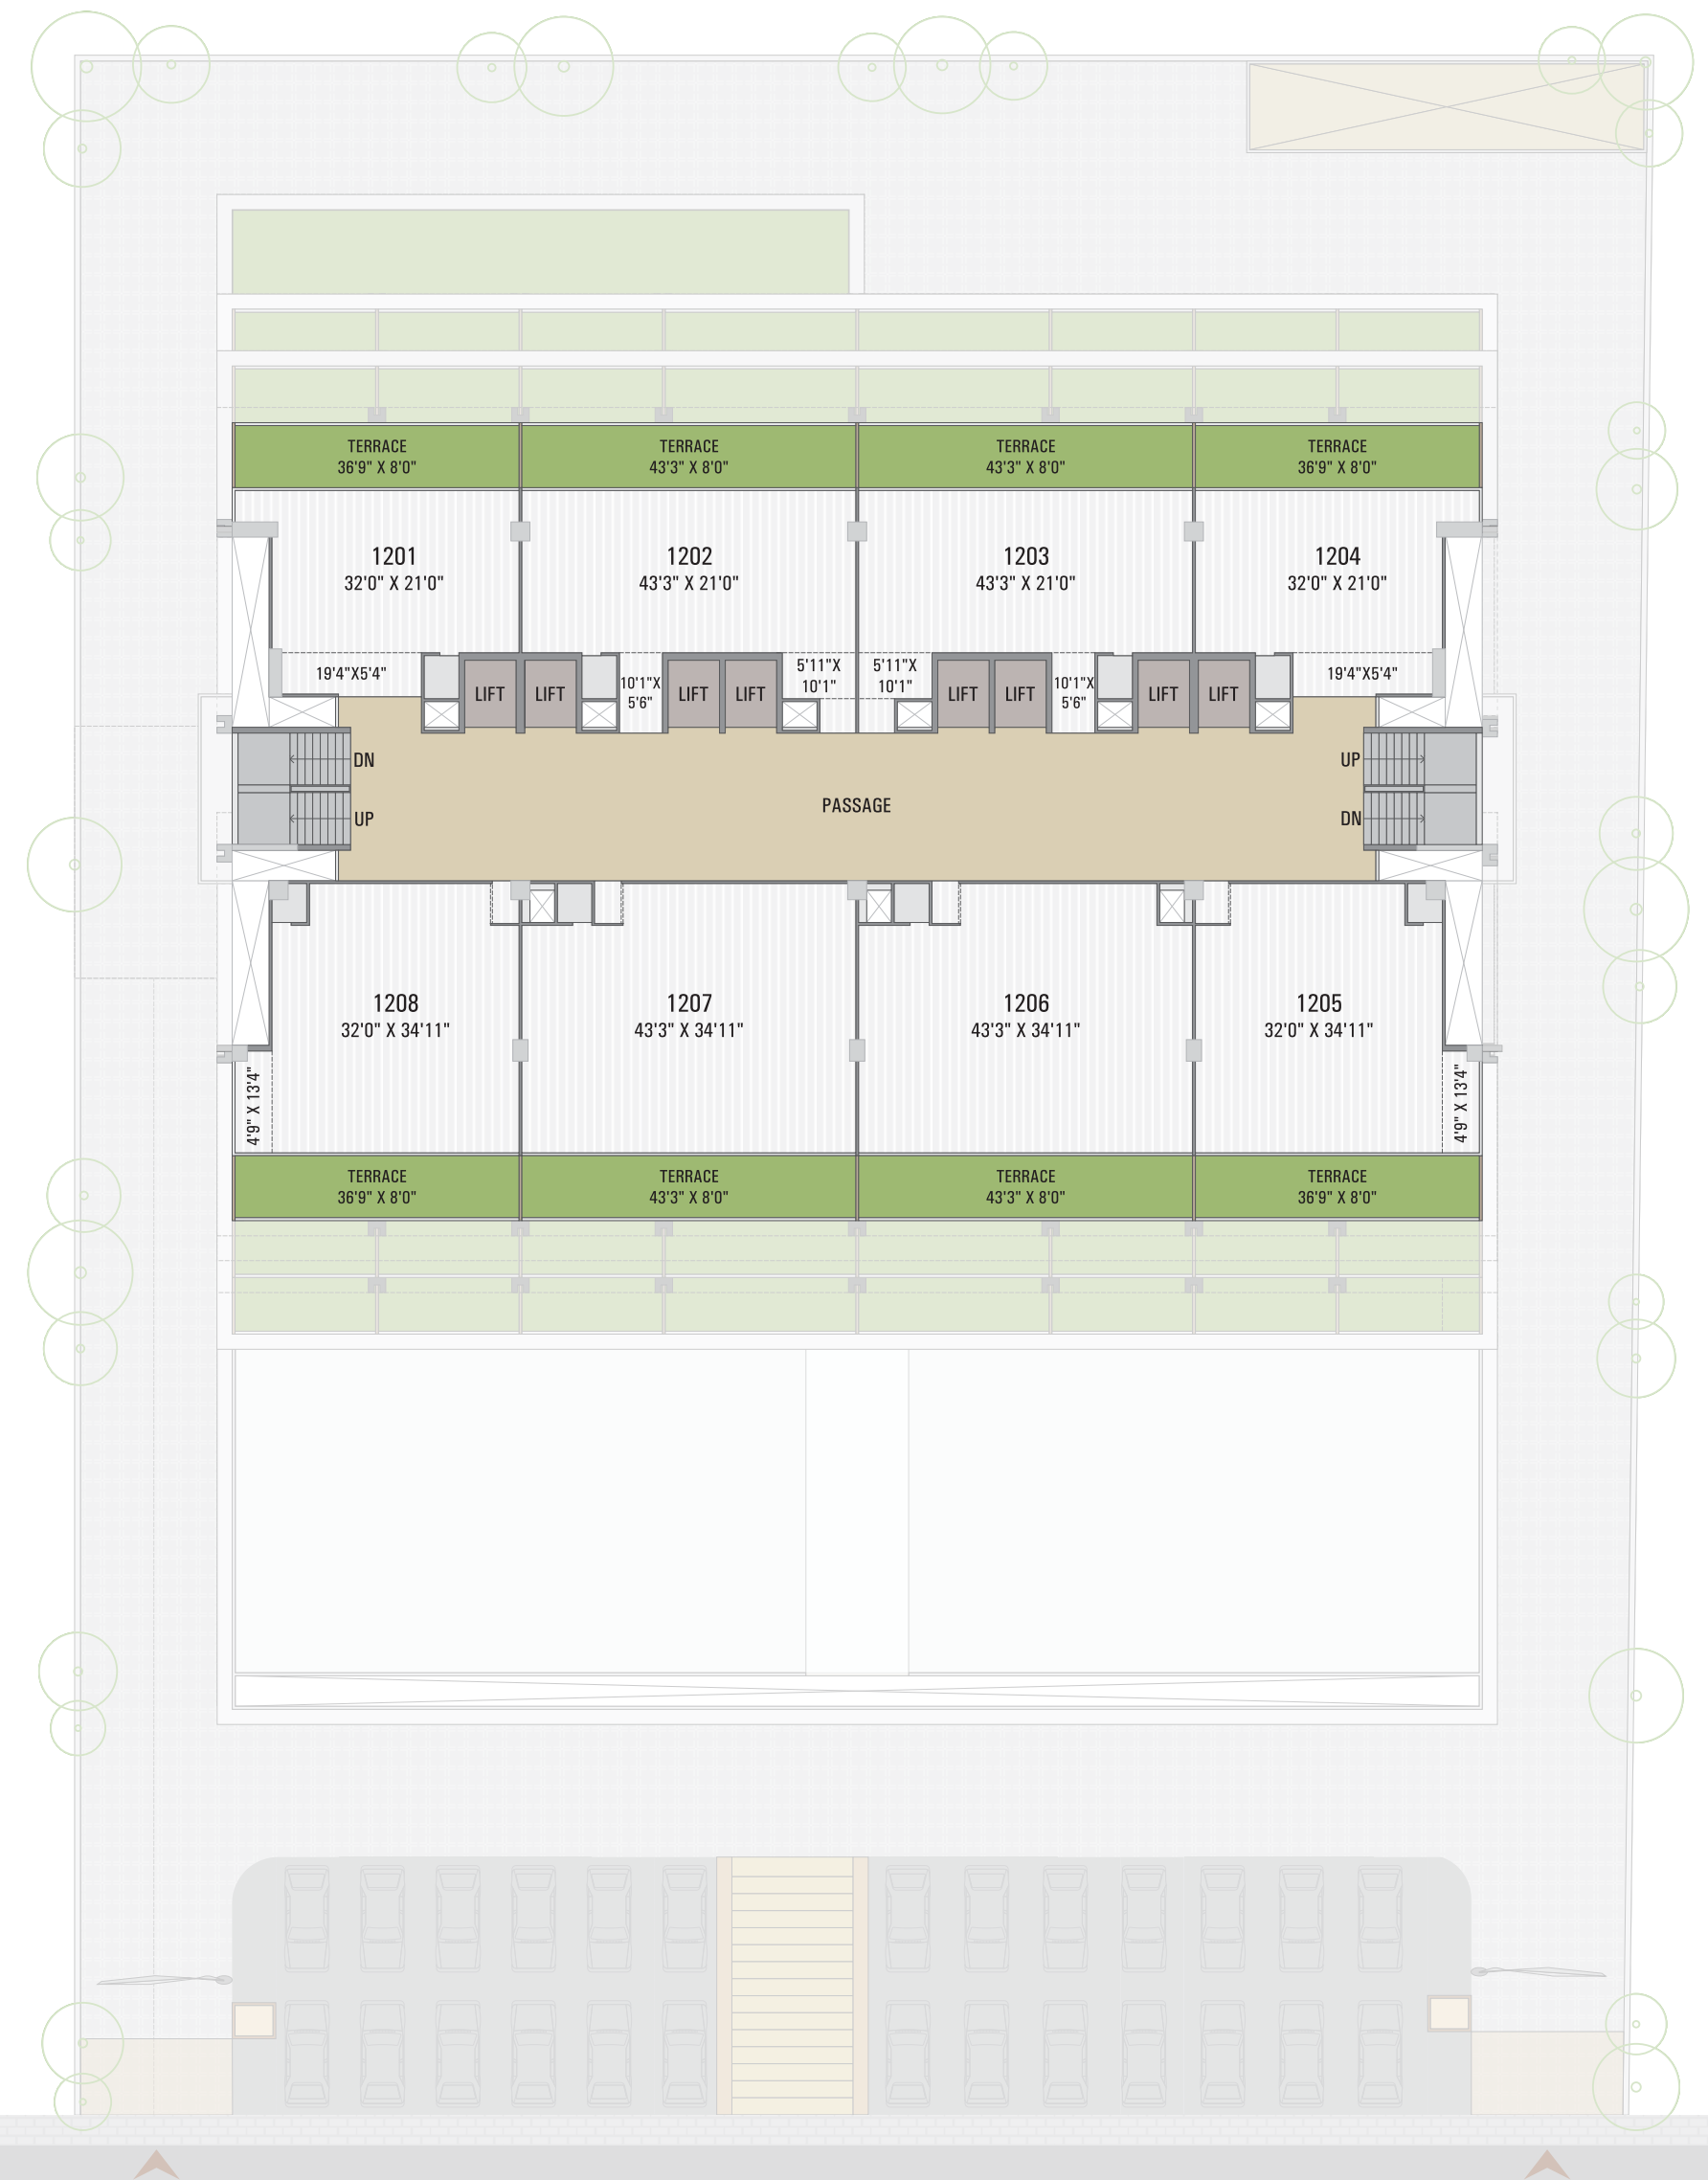 TERRACE
36'9" X 8'0"
TERRACE
43'3" X 8'0"
TERRACE
43'3" X 8'0"
TERRACE
36'9" X 8'0"
1201
32'0" X 21'0"
1202
43'3" X 21'0"
1203
43'3" X 21'0"
1204
32'0" X 21'0"
19'4"X5'4"
LIFT
LIFT
10'1"X
5'6"
LIFT
LIFT
5'11"X
10'1"
5'11"X
10'1"
LIFT
LIFT
10'1"X
5'6"
LIFT
LIFT
19'4"X5'4"
DN
UP
PASSAGE
UP
DN
1208
32'0" X 34'11"
1207
43'3" X 34'11"
1206
43'3" X 34'11"
1205
32'0" X 34'11"
4'9" X 13'4"
4'9" X 13'4"
TERRACE
36'9" X 8'0"
TERRACE
43'3" X 8'0"
TERRACE
43'3" X 8'0"
TERRACE
36'9" X 8'0"